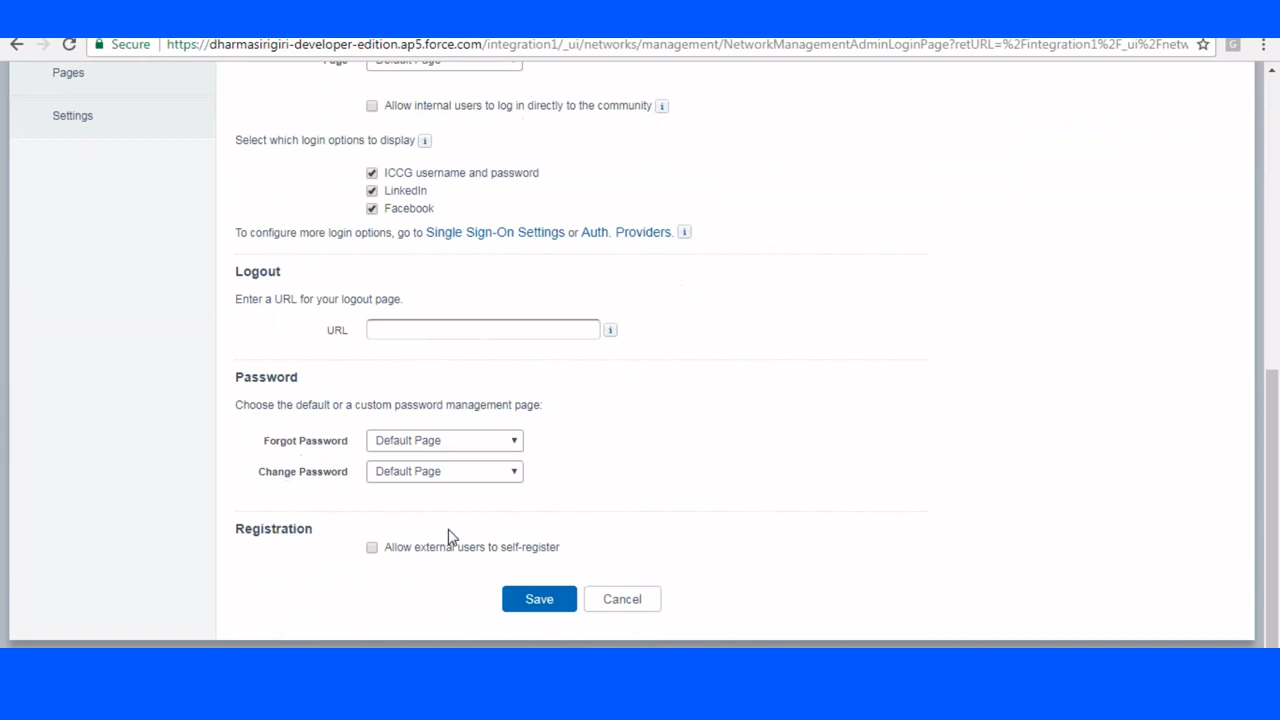 Secure
https://dharmasirigiri-developer-edition.ap5.force.com/integration1/_ui/networks/management/NetworkManagementAdminLoginPage?retURL=%2Fintegration1%2F_ui%2Fnetw
Pages
Page Default Page
Settings
Allow internal users to log in directly to the community i
Select which login options to display i
ICCG username and password
LinkedIn
Facebook
To configure more login options, go to Single Sign-On Settings or Auth. Providers. i
Logout
Enter a URL for your logout page.
URL i
Password
Choose the default or a custom password management page:
Forgot Password Default Page
Change Password Default Page
Registration
Allow external users to self-register
Save Cancel